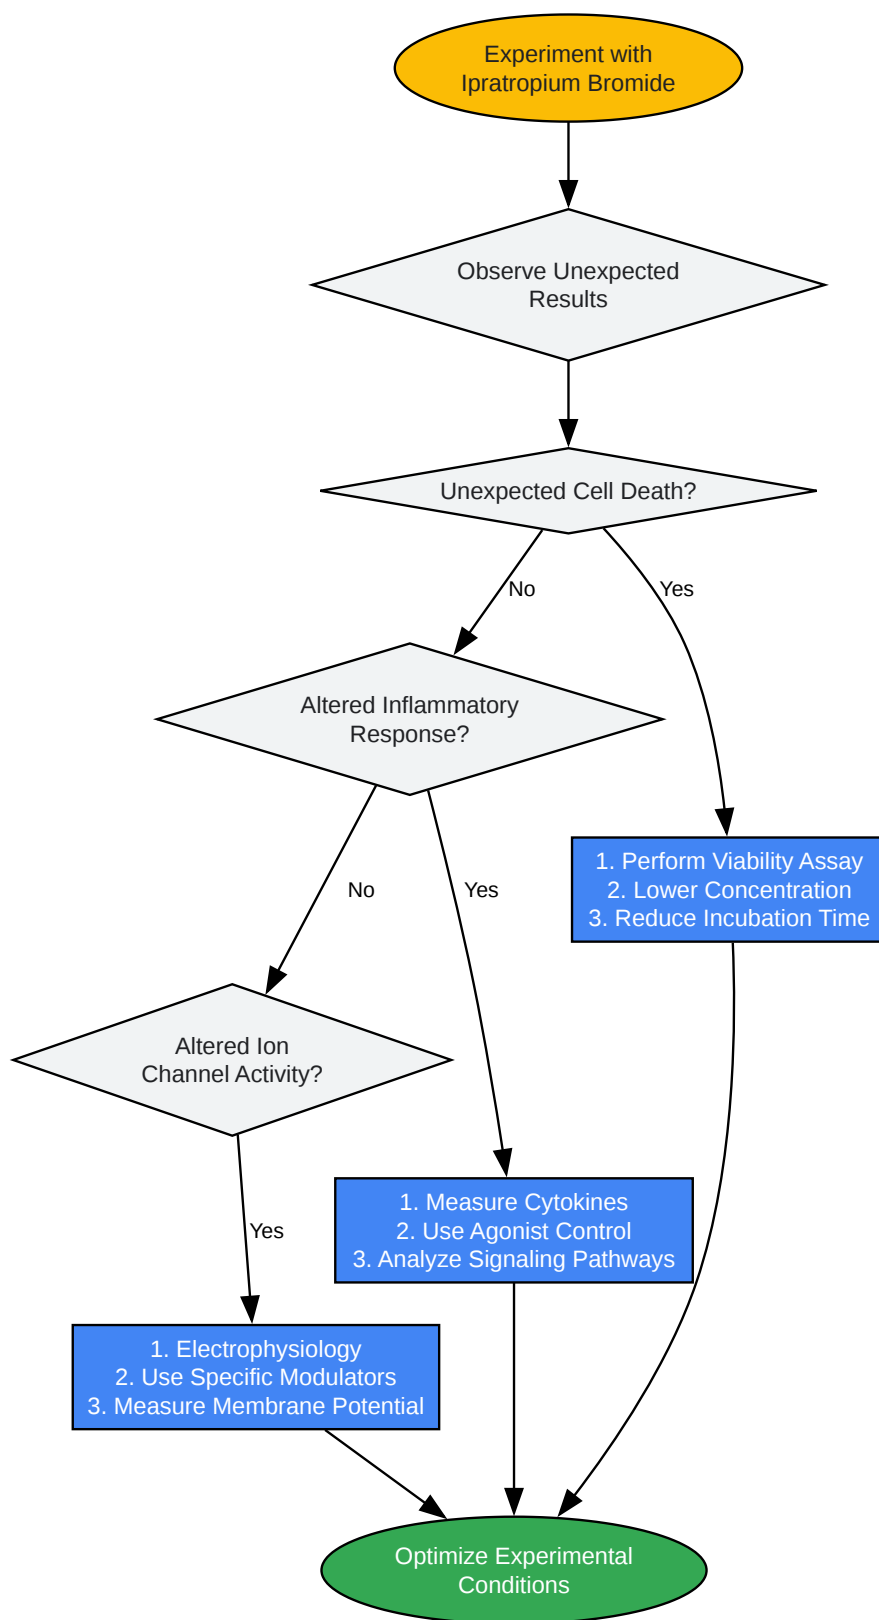 Experiment with
Ipratropium Bromide
Observe Unexpected
Results
Unexpected Cell Death?
No
Yes
Altered Inflammatory
Response?
1. Perform Viability Assay
2. Lower Concentration
3. Reduce Incubation Time
No
Yes
Altered Ion
Channel Activity?
1. Measure Cytokines
2. Use Agonist Control
3. Analyze Signaling Pathways
Yes
1. Electrophysiology
2. Use Specific Modulators
3. Measure Membrane Potential
Optimize Experimental
Conditions